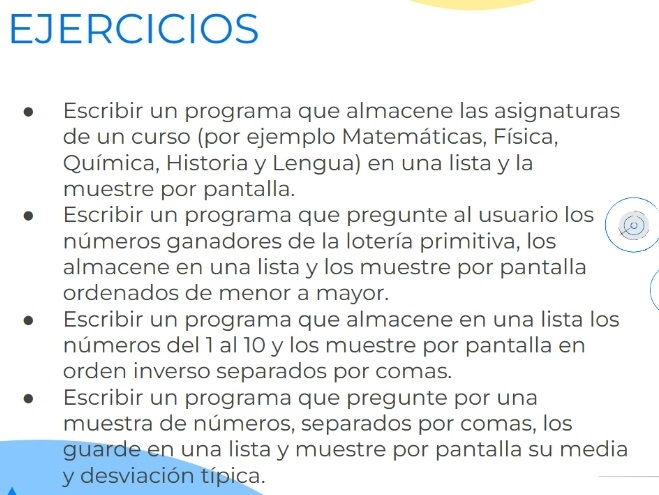 EJERCICIOS
● Escribir un programa que almacene las asignaturas
de un curso (por ejemplo Matemáticas, Física,
Química, Historia y Lengua) en una lista y la
muestre por pantalla.
● Escribir un programa que pregunte al usuario los
números ganadores de la lotería primitiva, los
almacene en una lista y los muestre por pantalla
ordenados de menor a mayor.
● Escribir un programa que almacene en una lista los
números del 1 al 10 y los muestre por pantalla en
orden inverso separados por comas.
● Escribir un programa que pregunte por una
muestra de números, separados por comas, los
guarde en una lista y muestre por pantalla su media
y desviación típica.